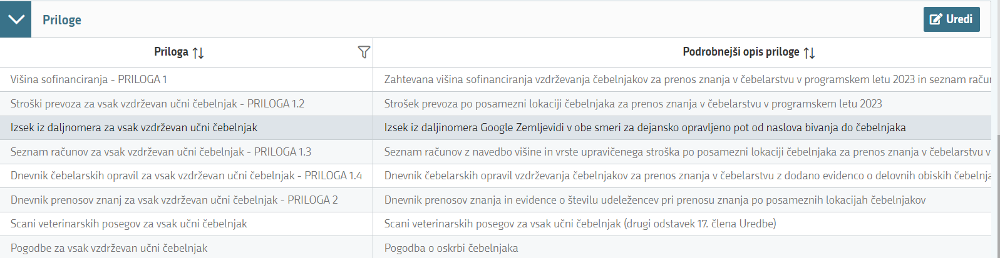 Priloge
Uredi
Priloga
Podrobnejši opis priloge
Višina sofinanciranja - PRILOGA 1
Zahtevana višina sofinanciranja vzdrževanja čebelnjakov za prenos znanja v čebelarstvu v programskem letu 2023 in seznam
Stroški prevoza za vsak vzdrževan učni čebelnjak - PRILOGA 1.2
Strošek prevoza po posamezni lokaciji čebelnjaka za prenos znanja v čebelarstvu v programskem letu 2023
Izsek iz daljnomera za vsak vzdrževan učni čebelnjak
Izsek iz daljinomera Google Zemljevidi v obe smeri za dejansko opravljeno pot od naslova bivanja do čebelnjaka
Seznam računov za vsak vzdrževan učni čebelnjak - PRILOGA 1.3
Seznam računov z navedbo višine in vrste upravičenega stroška po posamezni lokaciji čebelnjaka za prenos znanja v čebelarstvu v
Dnevnik čebelarskih opravil za vsak vzdrževan učni čebelnjak - PRILOGA 1.4
Dnevnik čebelarskih opravil vzdrževanja čebelnjakov za prenos znanja v čebelarstvu z dodano evidenco o delovnih obiskih
Dnevnik prenosov znanj za vsak vzdrževan učni čebelnjak - PRILOGA 2
Dnevnik prenosov znanja in evidence o številu udeležencev pri prenosu znanja po posameznih lokacijah čebelnjakov
Scani veterinarskih posegov za vsak učni čebelnjak
Scani veterinarskih posegov za vsak učni čebelnjak (drugi odstavek 17. člena Uredbe)
Pogodbe za vsak vzdrževan učni čebelnjak
Pogodba o oskrbi čebelnjaka